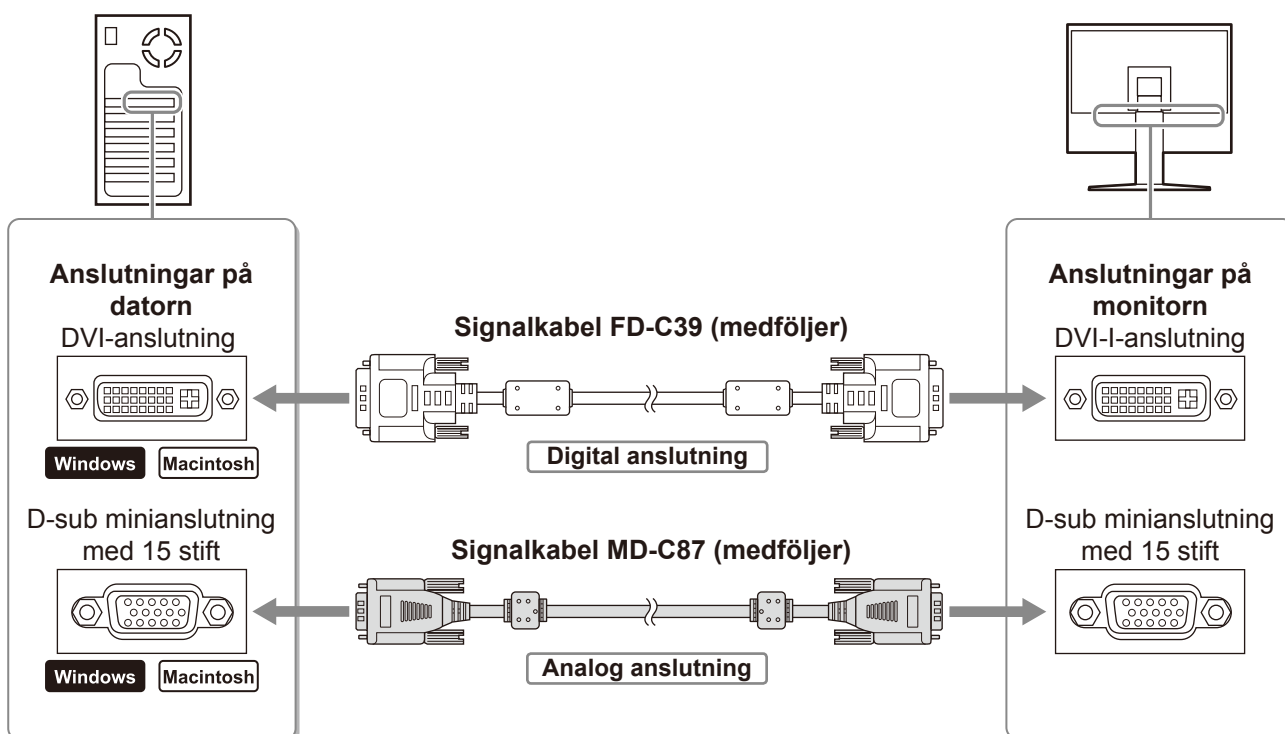 Anslutningar på
datorn
DVI-anslutning
Windows Macintosh
D-sub minianslutning
med 15 stift
Windows Macintosh
Signalkabel FD-C39 (medföljer)
Digital anslutning
Signalkabel MD-C87 (medföljer)
Analog anslutning
Anslutningar på
monitorn
DVI-I-anslutning
D-sub minianslutning
med 15 stift